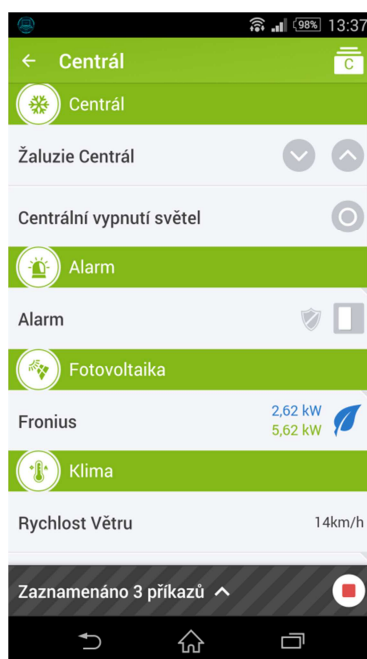 98% 13:37
Centrál
C
Centrál
Žaluzie Centrál
Centrální vypnutí světel
Alarm
Alarm
Fotovoltaika
Fronius
2,62 kW
5,62 kW
Klima
Rychlost Větru
14km/h
Zaznamenáno 3 příkazů